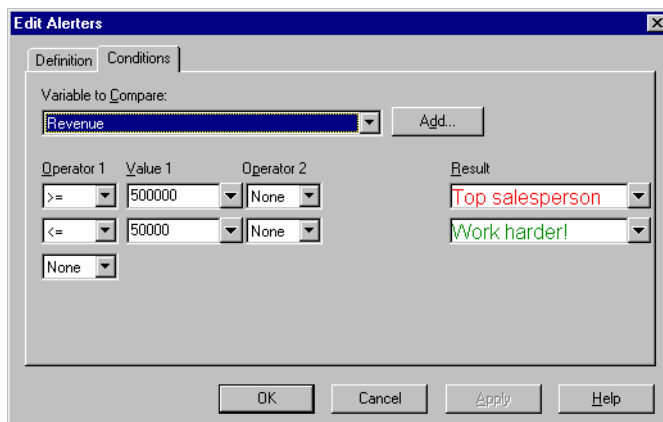 Edit Alerters
Definition Conditions
Variable to Compare:
Revenue Add...
Operator 1 Value 1 Operator 2 Result
>= 500000 None Top salesperson
<= 50000 None Work harder!
None
OK Cancel Apply Help